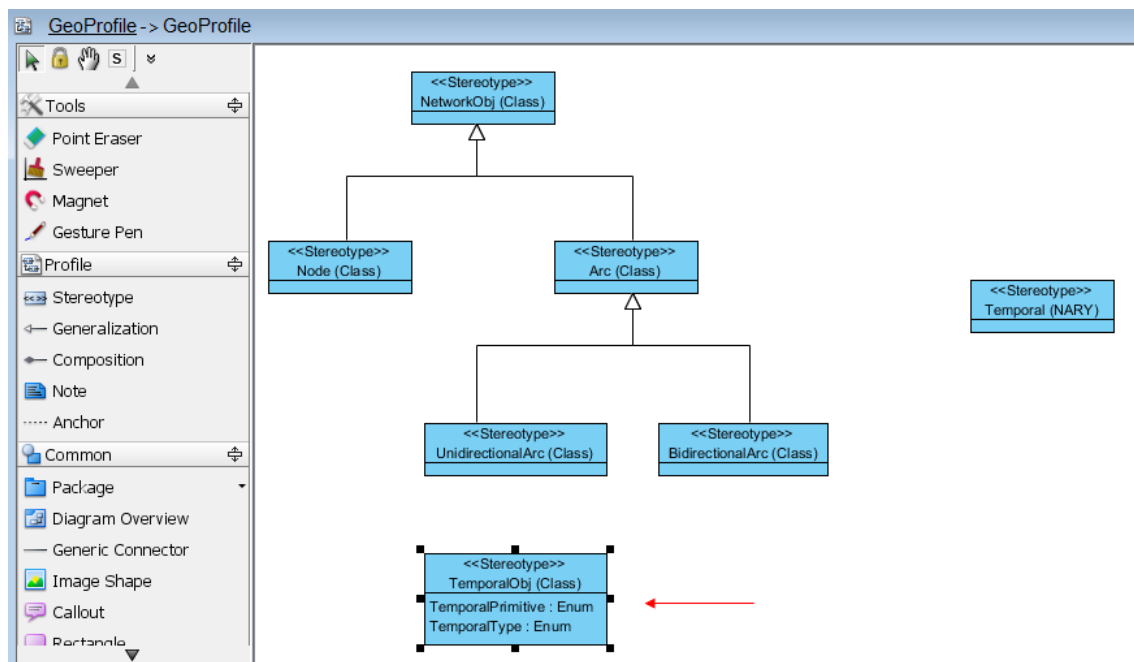 GeoProfile -> GeoProfile
S
Tools
Point Eraser
Sweeper
Magnet
Gesture Pen
Profile
Stereotype
Generalization
Composition
Note
Anchor
Common
Package
Diagram Overview
Generic Connector
Image Shape
Callout
Rectangle
<<Stereotype>>
NetworkObj (Class)
<<Stereotype>>
Node (Class)
<<Stereotype>>
Arc (Class)
<<Stereotype>>
Temporal (NARY)
<<Stereotype>>
UnidirectionalArc (Class)
<<Stereotype>>
BidirectionalArc (Class)
<<Stereotype>>
TemporalObj (Class)
TemporalPrimitive : Enum
TemporalType : Enum